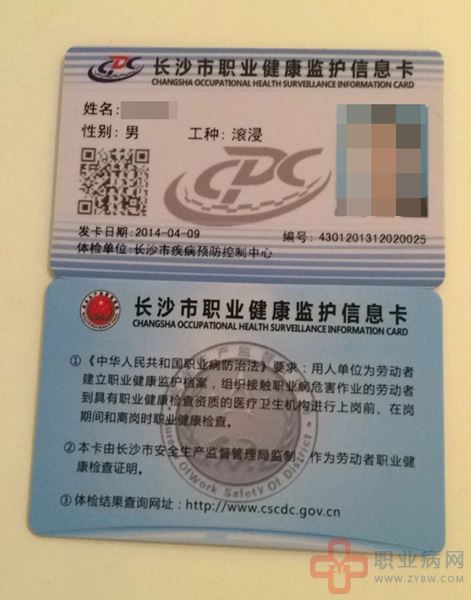 CDC
长沙市职业健康监护信息卡
CHANGSHA OCCUPATIONAL HEALTH SURVEILLANCE INFORMATION CARD
姓名:
性别: 男 工种: 滚浸
CDC
发卡日期:2014-04-09 编号: 4301201312020025
体检单位:长沙市疾病预防控制中心
长沙市职业健康监护信息卡
CHANGSHA OCCUPATIONAL HEALTH SURVEILLANCE INFORMATION CARD
①《中华人民共和国职业病防治法》要求：用人单位为劳动者
建立职业健康监护档案，组织接触职业病危害作业的劳动者
到具有职业健康检查资质的医疗卫生机构进行上岗前、在岗
期间和离岗时职业健康检查。
②本卡由长沙市安全生产监督管理局监制，作为劳动者职业健
康检查证明。
③体检结果查询网址：http://www.cscdc.gov.cn
职业病网
www.zybw.com